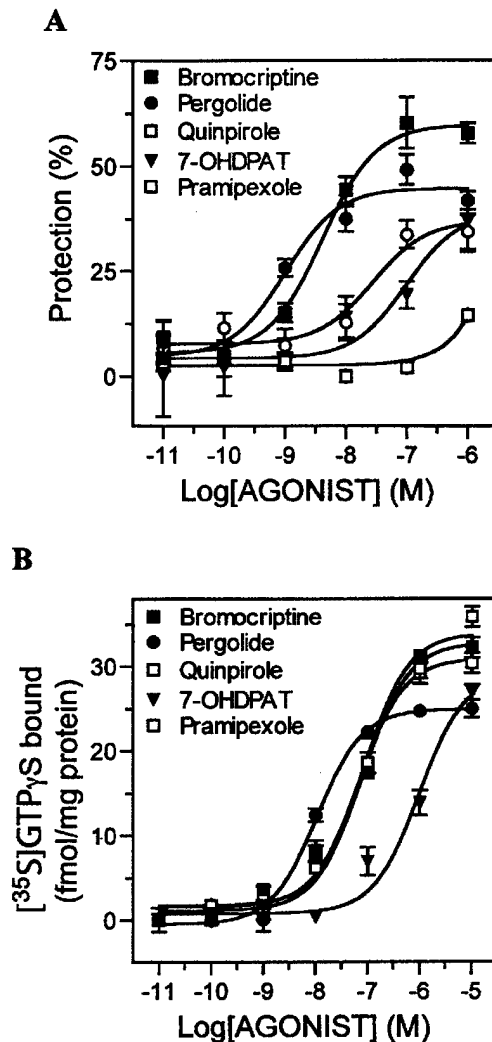 A
Bromocriptine
Pergolide
Quinpirole
7-OHDPAT
Pramipexole
Protection (%)
75
50
25
0
-11 -10 -9 -8 -7 -6
Log[AGONIST] (M)
B
Bromocriptine
Pergolide
Quinpirole
7-OHDPAT
Pramipexole
[³⁵S]GTPγS bound
(fmol/mg protein)
30
20
10
0
-11 -10 -9 -8 -7 -6 -5
Log[AGONIST] (M)